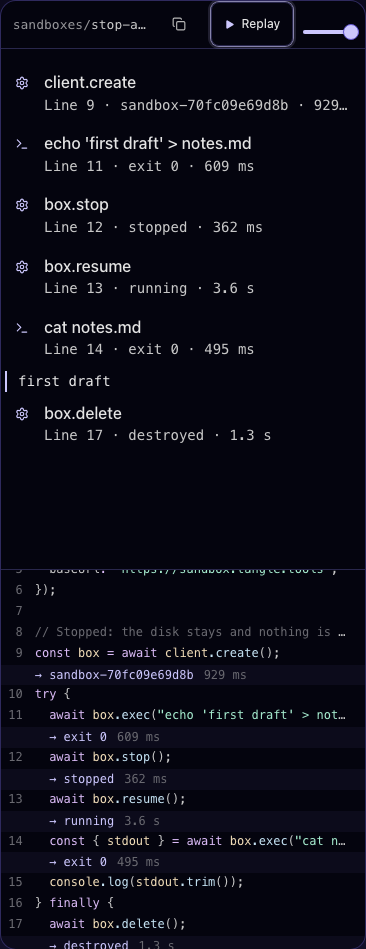 sandboxes/stop-a…
Replay
client.create
Line 9 · sandbox-70fc09e69d8b · 929…
echo 'first draft' > notes.md
Line 11 · exit 0 · 609 ms
box.stop
Line 12 · stopped · 362 ms
box.resume
Line 13 · running · 3.6 s
cat notes.md
Line 14 · exit 0 · 495 ms
first draft
box.delete
Line 17 · destroyed · 1.3 s
5 baseUrl: "https://sandbox.tangle.tools",
6 });
7
8 // Stopped: the disk stays and nothing is …
9 const box = await client.create();
→ sandbox-70fc09e69d8b 929 ms
10 try {
11 await box.exec("echo 'first draft' > not…
→ exit 0 609 ms
12 await box.stop();
→ stopped 362 ms
13 await box.resume();
→ running 3.6 s
14 const { stdout } = await box.exec("cat n…
→ exit 0 495 ms
15 console.log(stdout.trim());
16 } finally {
17 await box.delete();
→ destroyed 1.3 s